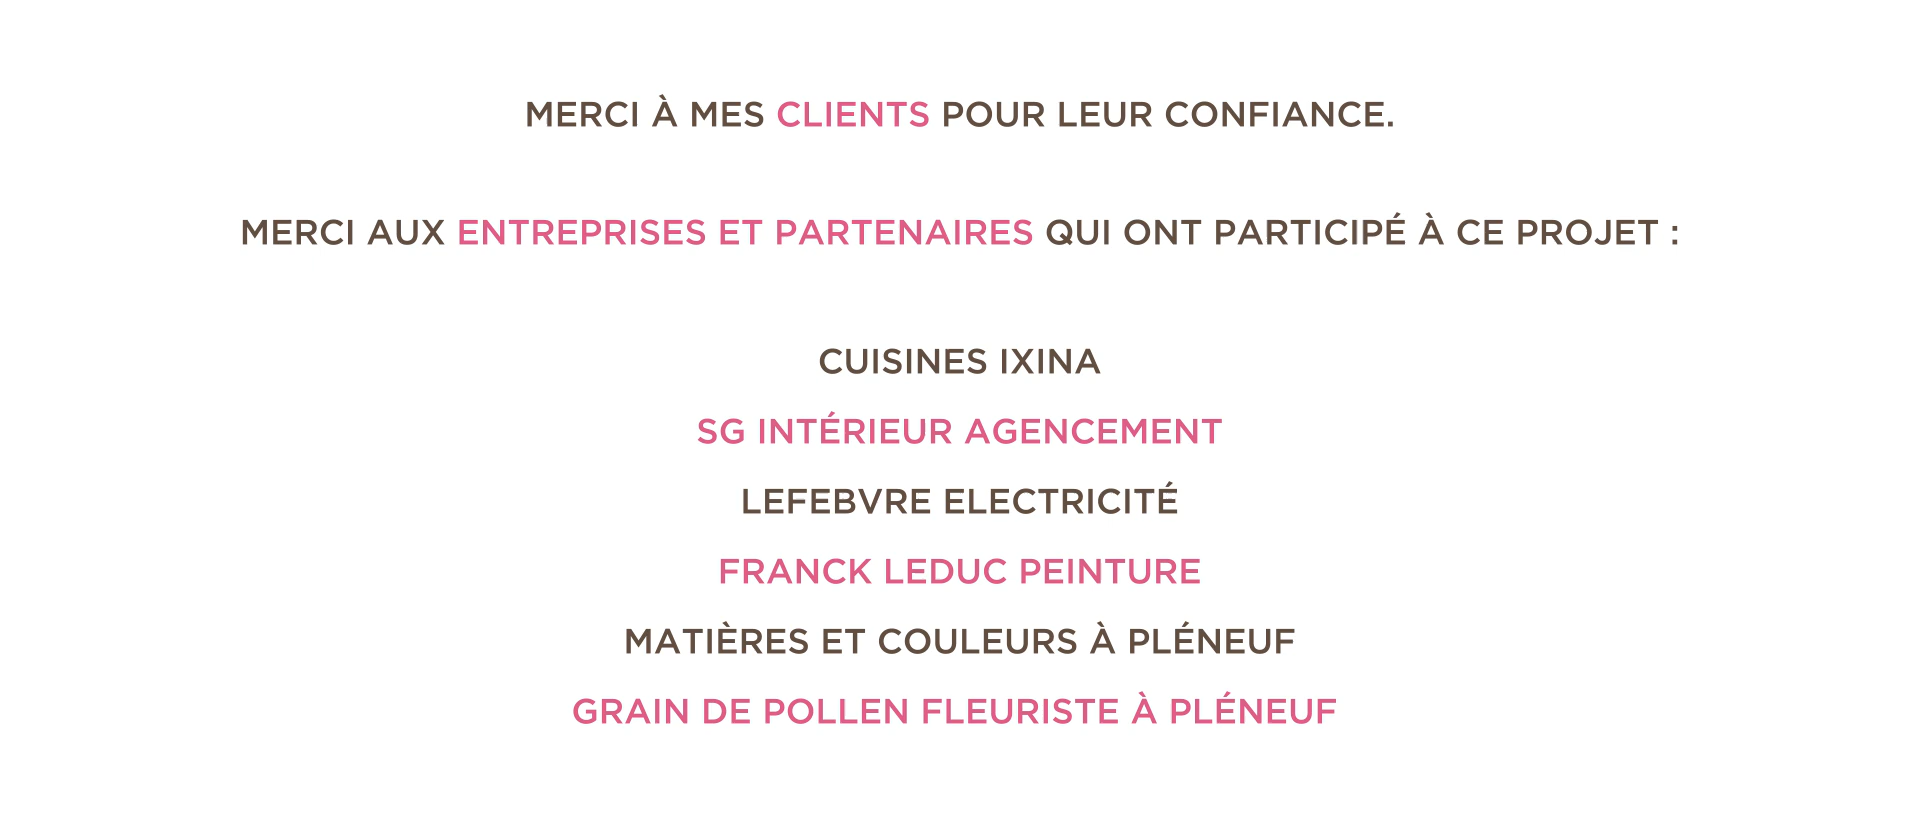 MERCI À MES CLIENTS POUR LEUR CONFIANCE.
MERCI AUX ENTREPRISES ET PARTENAIRES QUI ONT PARTICIPÉ À CE PROJET :
CUISINES IXINA
SG INTÉRIEUR AGENCEMENT
LEFEBVRE ELECTRICITÉ
FRANCK LEDUC PEINTURE
MATIÈRES ET COULEURS À PLÉNEUF
GRAIN DE POLLEN FLEURISTE À PLÉNEUF